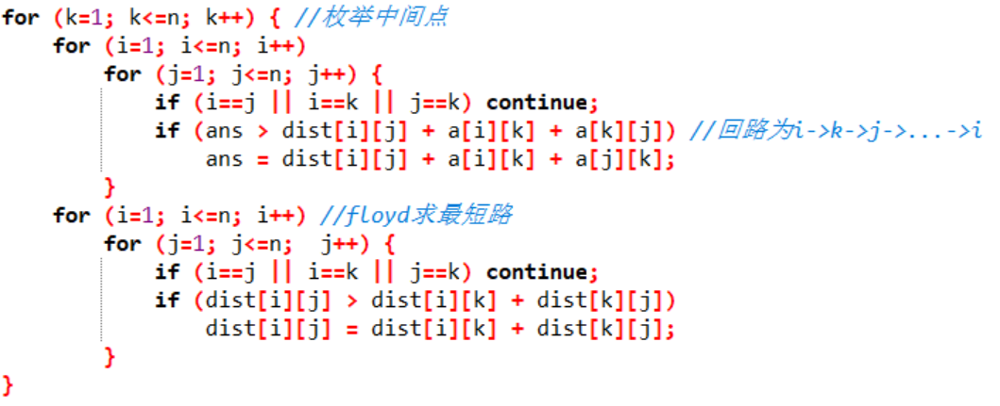 for (k=1; k<=n; k++) { //枚举中间点
    for (i=1; i<=n; i++)
        for (j=1; j<=n; j++) {
            if (i==j || i==k || j==k) continue;
            if (ans > dist[i][j] + a[i][k] + a[k][j]) //回路为i->k->j->...->i
                ans = dist[i][j] + a[i][k] + a[j][k];
        }
    for (i=1; i<=n; i++) //floyd求最短路
        for (j=1; j<=n;  j++) {
            if (i==j || i==k || j==k) continue;
            if (dist[i][j] > dist[i][k] + dist[k][j])
                dist[i][j] = dist[i][k] + dist[k][j];
        }
}